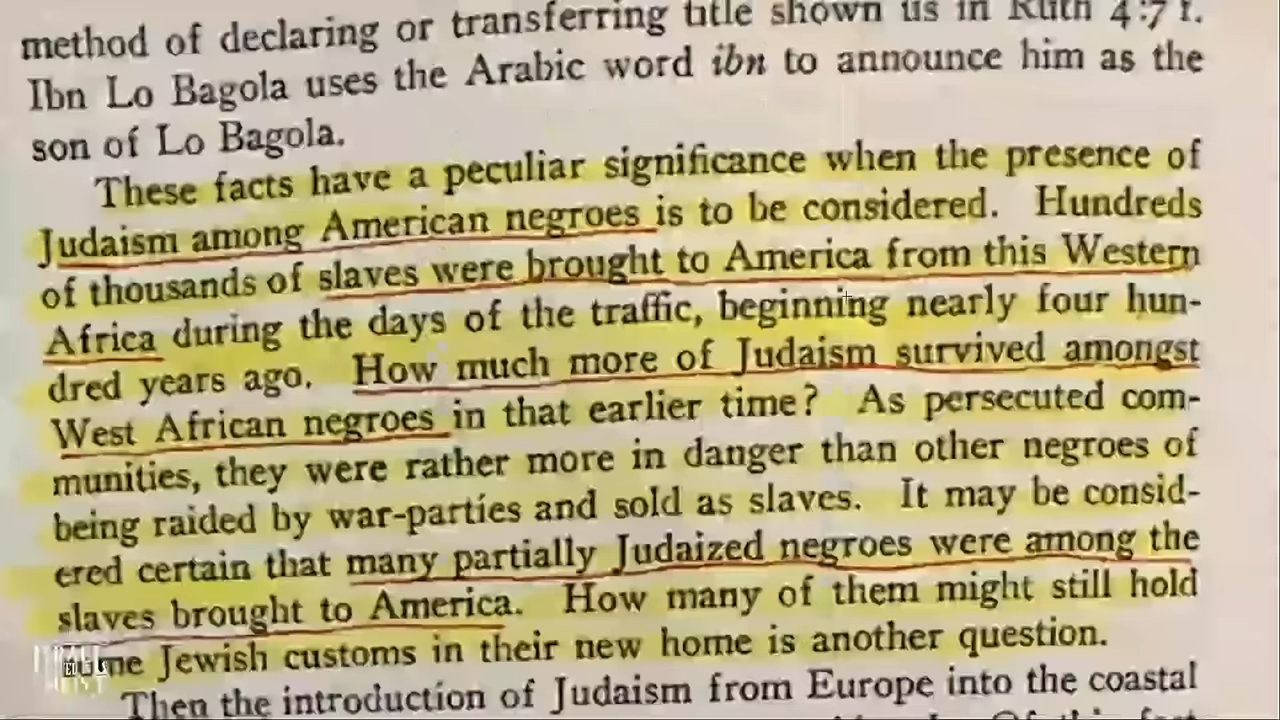 method of declaring or transferring title shown us in Ruth 4:7 f.
Ibn Lo Bagola uses the Arabic word ibn to announce him as the
son of Lo Bagola.
These facts have a peculiar significance when the presence of
Judaism among American negroes is to be considered. Hundreds
of thousands of slaves were brought to America from this Western
Africa during the days of the traffic, beginning nearly four hun-
dred years ago. How much more of Judaism survived amongst
West African negroes in that earlier time? As persecuted com-
munities, they were rather more in danger than other negroes of
being raided by war-parties and sold as slaves. It may be consid-
ered certain that many partially Judaized negroes were among the
slaves brought to America. How many of them might still hold
Jewish customs in their new home is another question.
Then the introduction of Judaism from Europe into the coastal